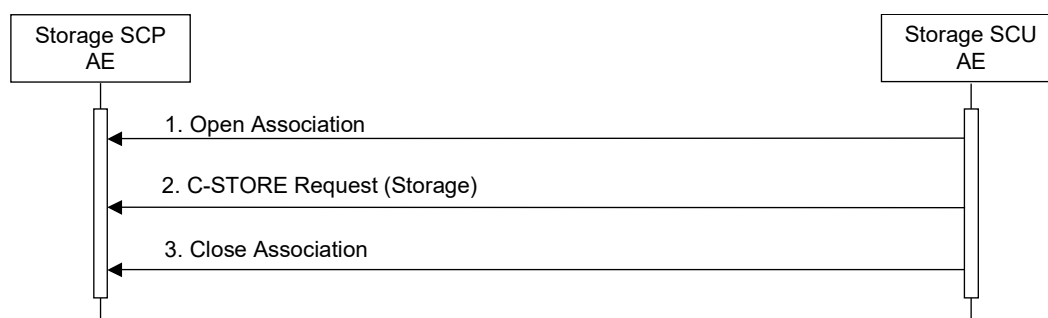 Storage SCP
AE
Storage SCU
AE
1. Open Association
2. C-STORE Request (Storage)
3. Close Association